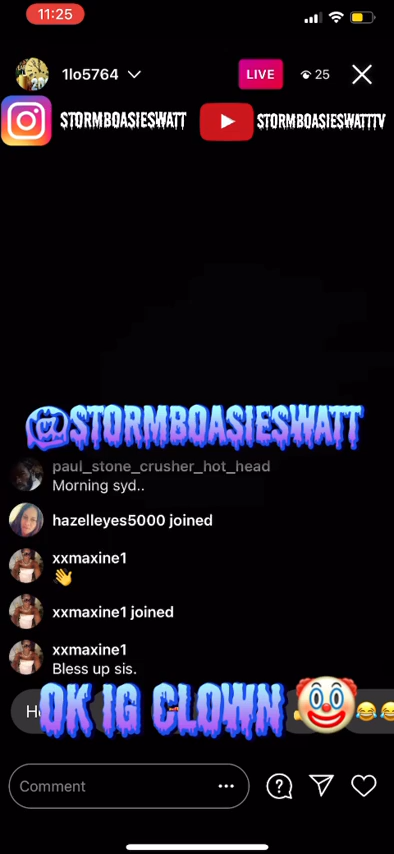 11:25
1lo5764
LIVE
25
STORMBOASIESWATT
STORMBOASIESWATTTV
@STORMBOASIESWATT
paul_stone_crusher_hot_head
Morning syd..
hazelleyes5000 joined
xxmaxine1
👋
xxmaxine1 joined
xxmaxine1
Bless up sis.
OK IG CLOWN 🤡
Comment